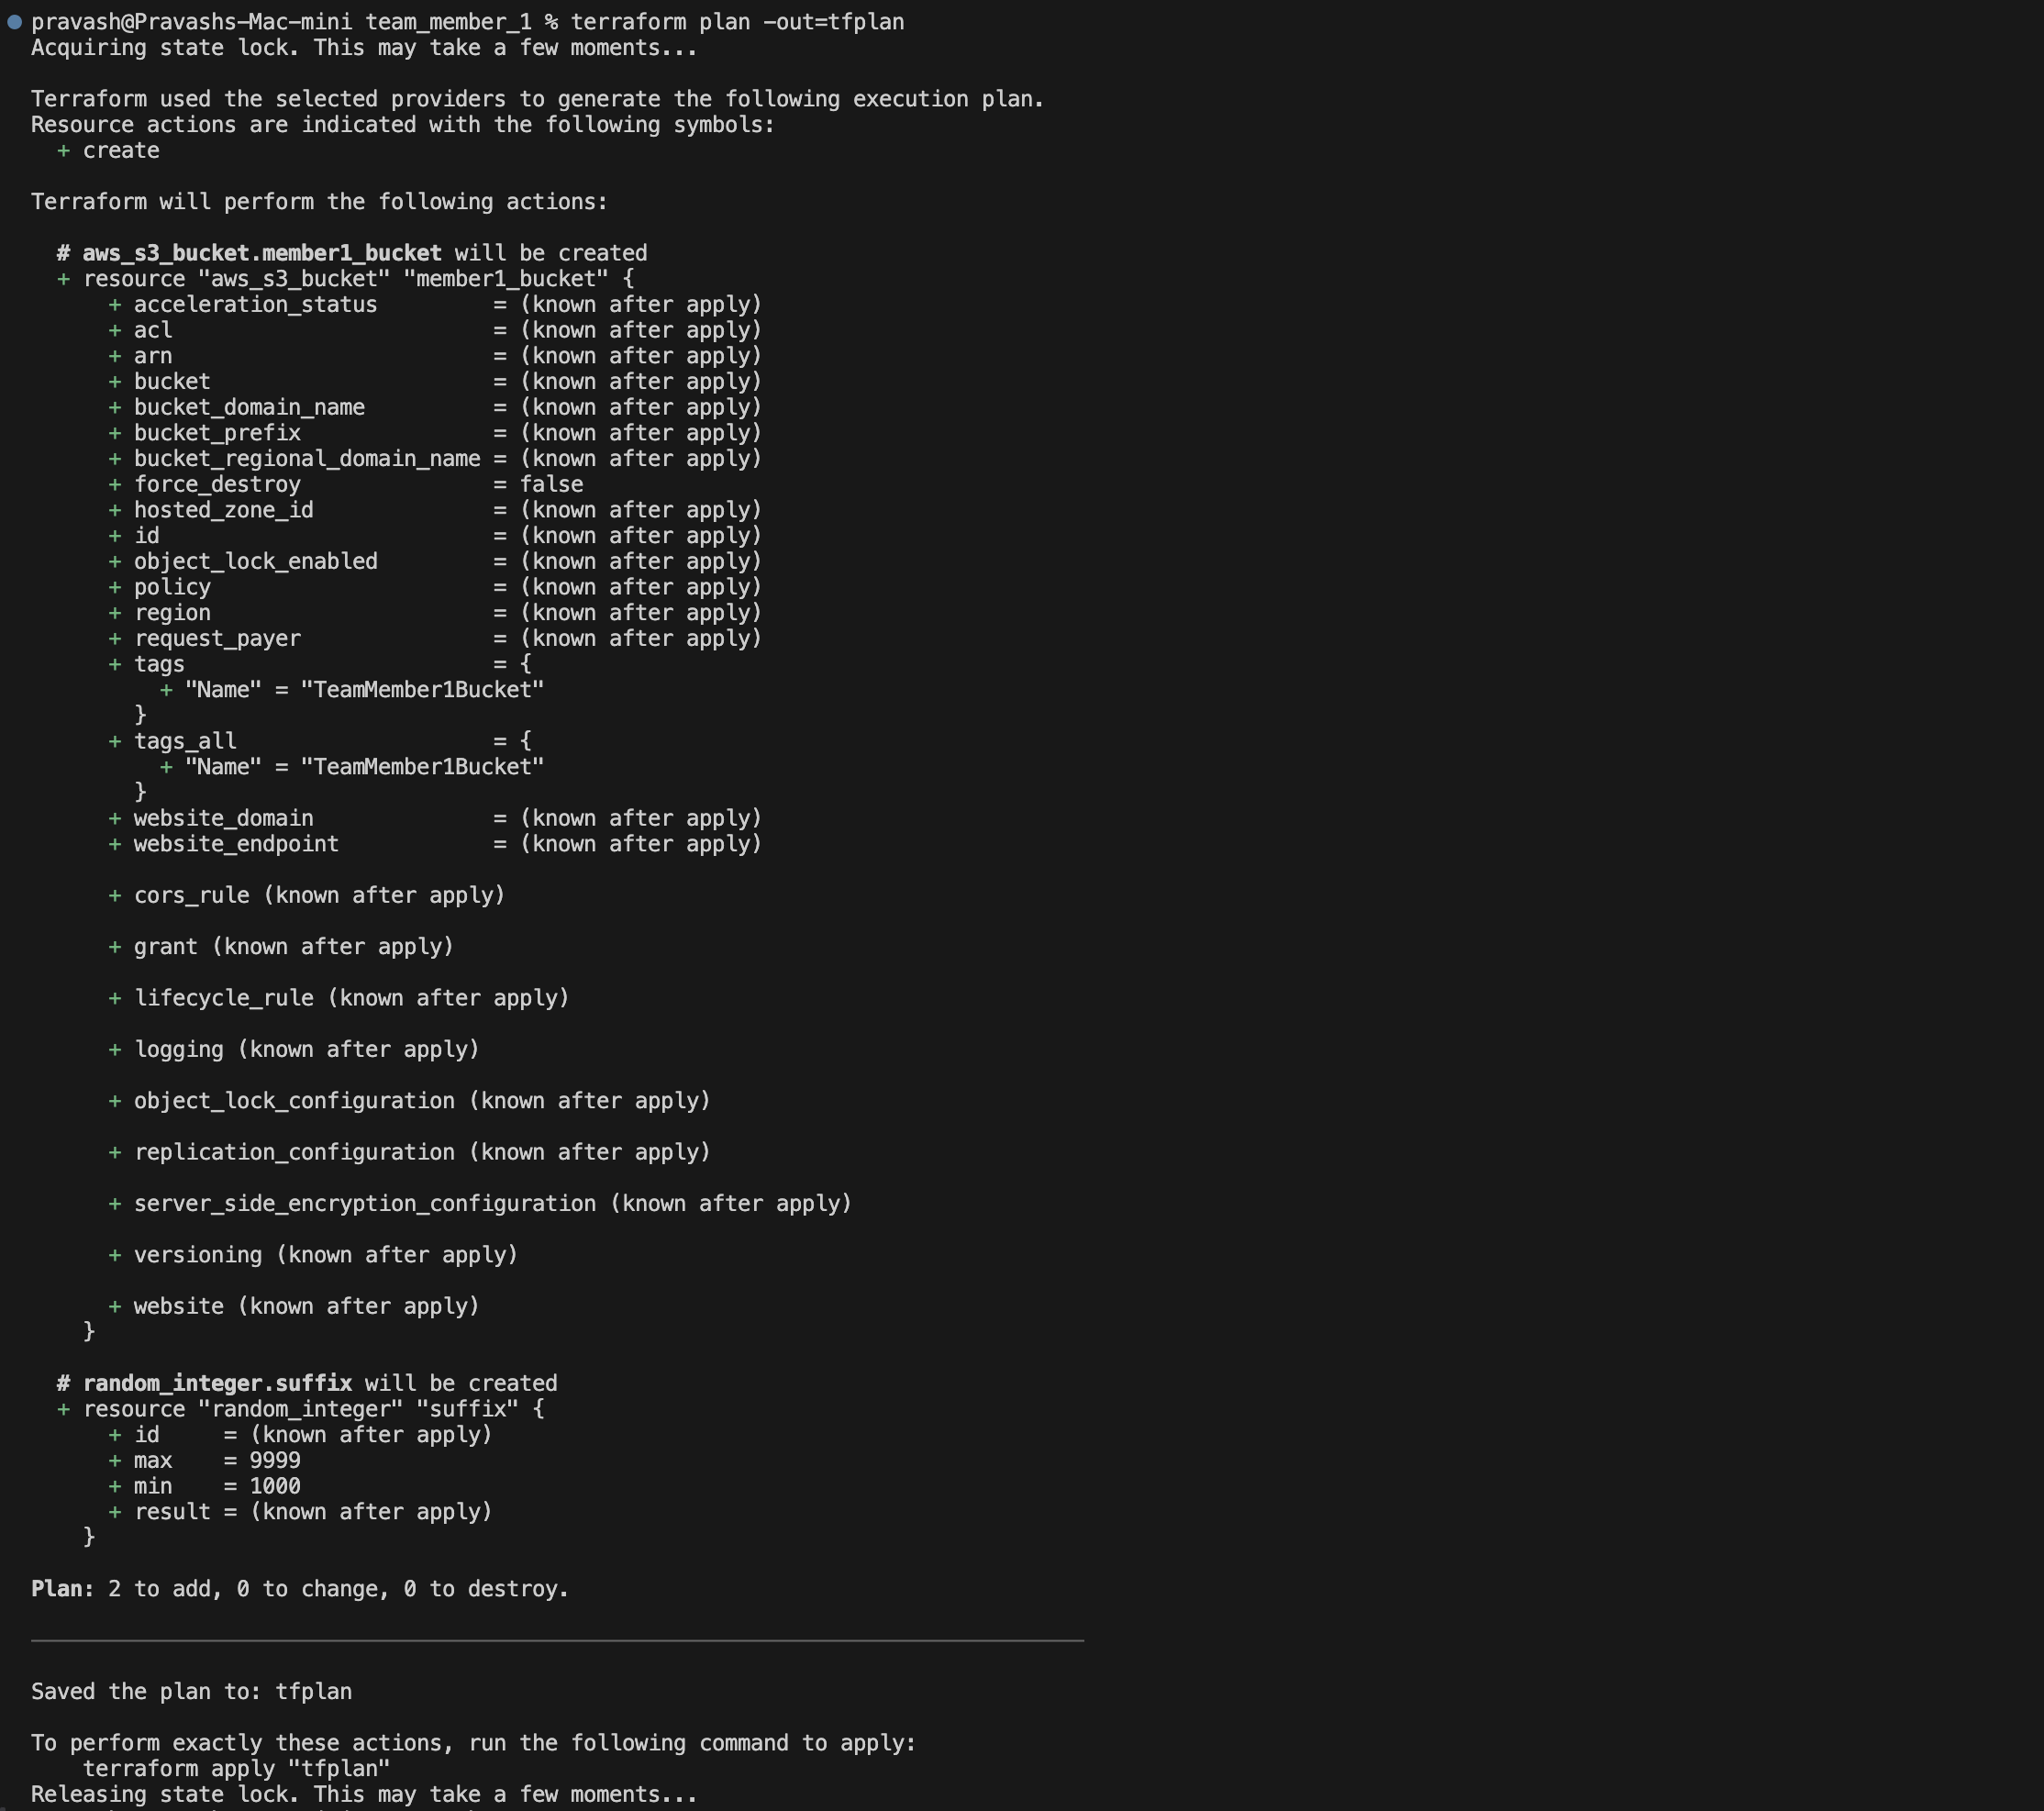 pravash@Pravashs-Mac-mini team_member_1 % terraform plan -out=tfplan
Acquiring state lock. This may take a few moments...
Terraform used the selected providers to generate the following execution plan.
Resource actions are indicated with the following symbols:
+ create
Terraform will perform the following actions:
# aws_s3_bucket.member1_bucket will be created
+ resource "aws_s3_bucket" "member1_bucket" {
+ acceleration_status = (known after apply)
+ acl = (known after apply)
+ arn = (known after apply)
+ bucket = (known after apply)
+ bucket_domain_name = (known after apply)
+ bucket_prefix = (known after apply)
+ bucket_regional_domain_name = (known after apply)
+ force_destroy = false
+ hosted_zone_id = (known after apply)
+ id = (known after apply)
+ object_lock_enabled = (known after apply)
+ policy = (known after apply)
+ region = (known after apply)
+ request_payer = (known after apply)
+ tags = {
+ "Name" = "TeamMember1Bucket"
}
+ tags_all = {
+ "Name" = "TeamMember1Bucket"
}
+ website_domain = (known after apply)
+ website_endpoint = (known after apply)
+ cors_rule (known after apply)
+ grant (known after apply)
+ lifecycle_rule (known after apply)
+ logging (known after apply)
+ object_lock_configuration (known after apply)
+ replication_configuration (known after apply)
+ server_side_encryption_configuration (known after apply)
+ versioning (known after apply)
+ website (known after apply)
}
# random_integer.suffix will be created
+ resource "random_integer" "suffix" {
+ id = (known after apply)
+ max = 9999
+ min = 1000
+ result = (known after apply)
}
Plan: 2 to add, 0 to change, 0 to destroy.
Saved the plan to: tfplan
To perform exactly these actions, run the following command to apply:
terraform apply "tfplan"
Releasing state lock. This may take a few moments...